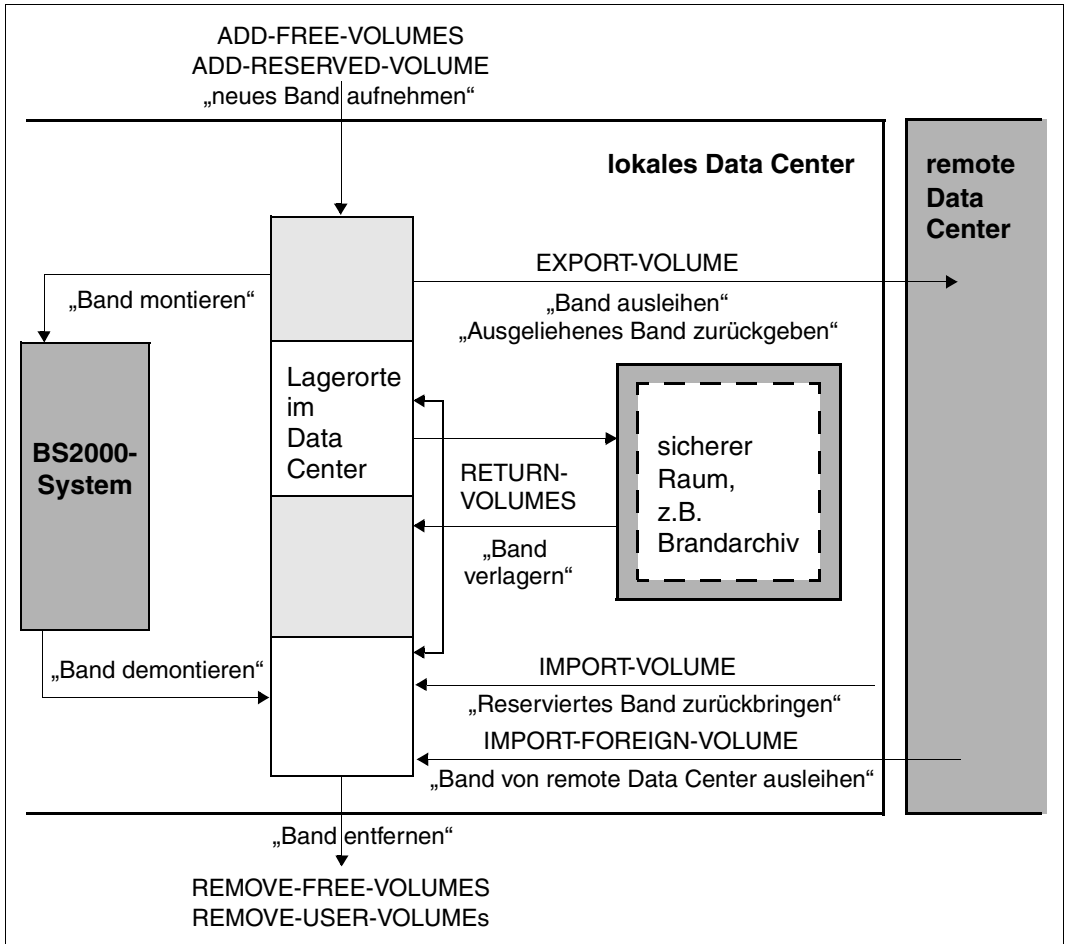 ADD-FREE-VOLUMES
ADD-RESERVED-VOLUME
„neues Band aufnehmen“
lokales Data Center
remote
Data
Center
EXPORT-VOLUME
„Band montieren“
„Band ausleihen“
„Ausgeliehenes Band zurückgeben“
Lagerorte
im
Data
Center
BS2000-
System
sicherer
Raum,
z.B.
Brandarchiv
RETURN-
VOLUMES
„Band
verlagern“
„Band demontieren“
IMPORT-VOLUME
„Reserviertes Band zurückbringen“
IMPORT-FOREIGN-VOLUME
„Band von remote Data Center ausleihen“
„Band entfernen“
REMOVE-FREE-VOLUMES
REMOVE-USER-VOLUMEs